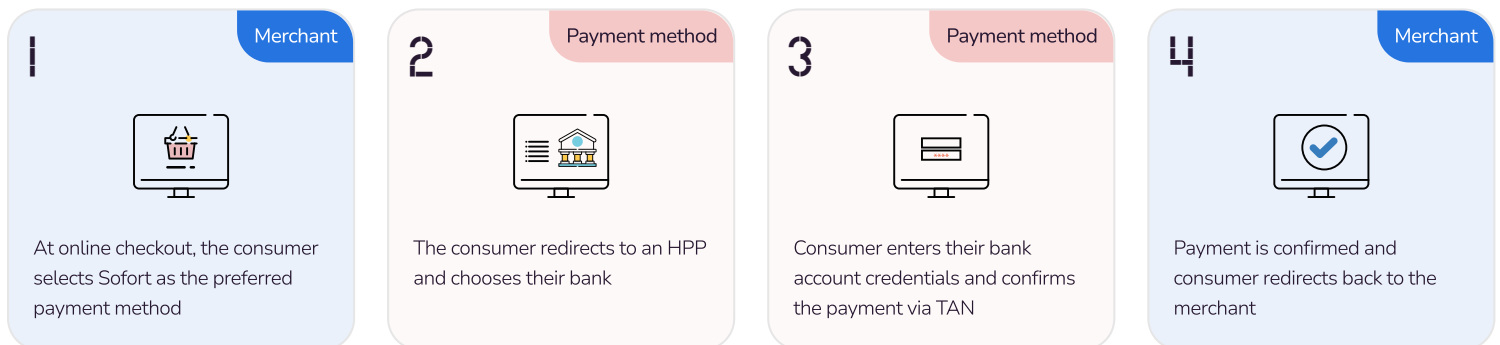 1
Merchant
At online checkout, the consumer
selects Sofort as the preferred
payment method
2
Payment method
The consumer redirects to an HPP
and chooses their bank
3
Payment method
****
Consumer enters their bank
account credentials and confirms
the payment via TAN
4
Merchant
Payment is confirmed and
consumer redirects back to the
merchant